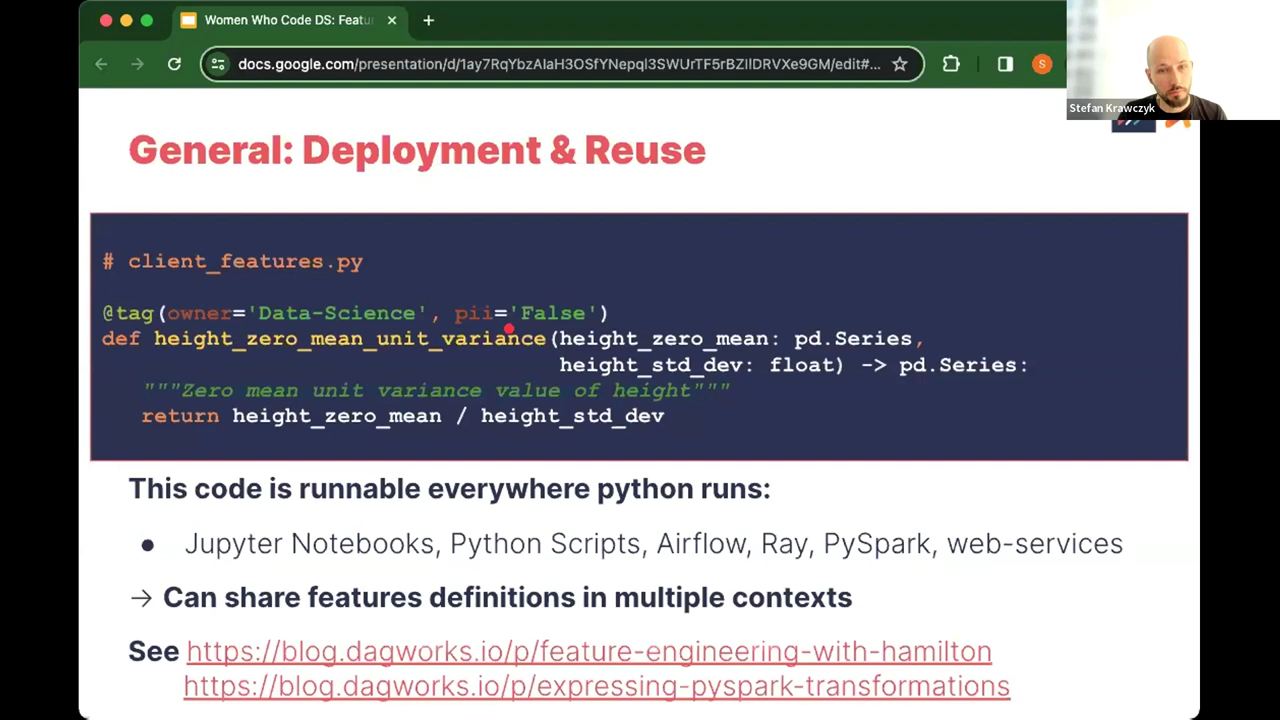 Women Who Code DS: Featu
docs.google.com/presentation/d/1ay7RqYbzAIaH3OSfYNepqI3SWUrTF5rBZIlDRVXe9GM/edit#...
S
Stefan Krawczyk
General: Deployment & Reuse
# client_features.py
@tag(owner='Data-Science', pii='False')
def height_zero_mean_unit_variance(height_zero_mean: pd.Series,
height_std_dev: float) -> pd.Series:
"""Zero mean unit variance value of height"""
return height_zero_mean / height_std_dev
This code is runnable everywhere python runs:
● Jupyter Notebooks, Python Scripts, Airflow, Ray, PySpark, web-services
→ Can share features definitions in multiple contexts
See https://blog.dagworks.io/p/feature-engineering-with-hamilton
https://blog.dagworks.io/p/expressing-pyspark-transformations